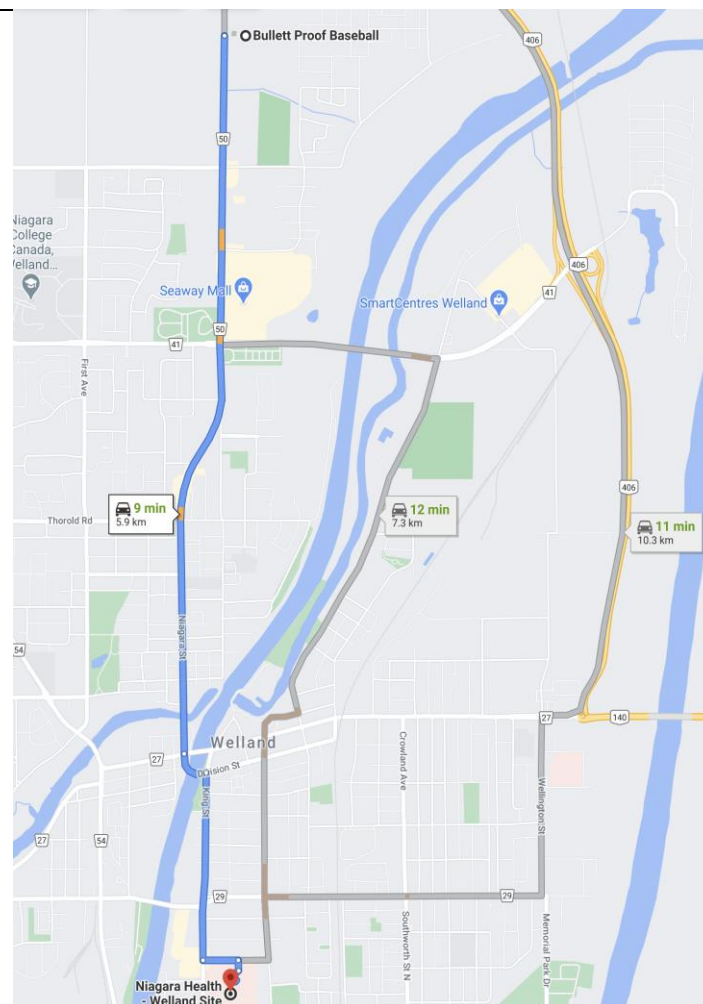 Bullett Proof Baseball
406
50
Niagara
College
Canada,
Velland...
406
Seaway Mall
SmartCentres Welland
41
50
41
First Ave
9 min
5.9 km
12 min
7.3 km
406
11 min
10.3 km
Thorold Rd
Niagara St
54
27
140
Welland
27
Crowland Ave
Wellington St
King St
27
54
29
29
Southworth St N
Memorial Park Dr
Niagara Health
- Welland Site